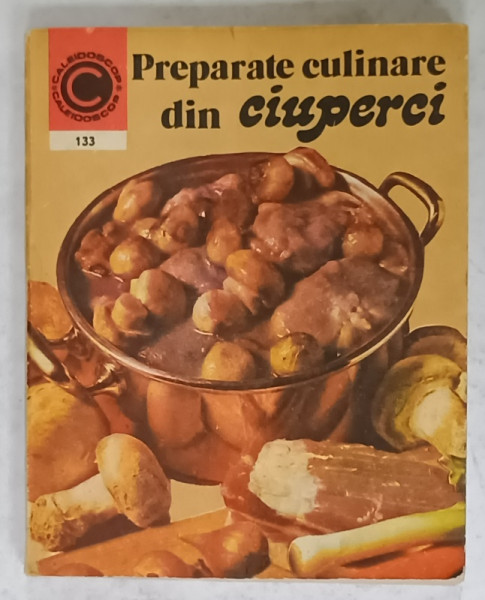 CALEIDOSCOP
CALEIDOSCOP
C
133
Preparate culinare
din ciuperci